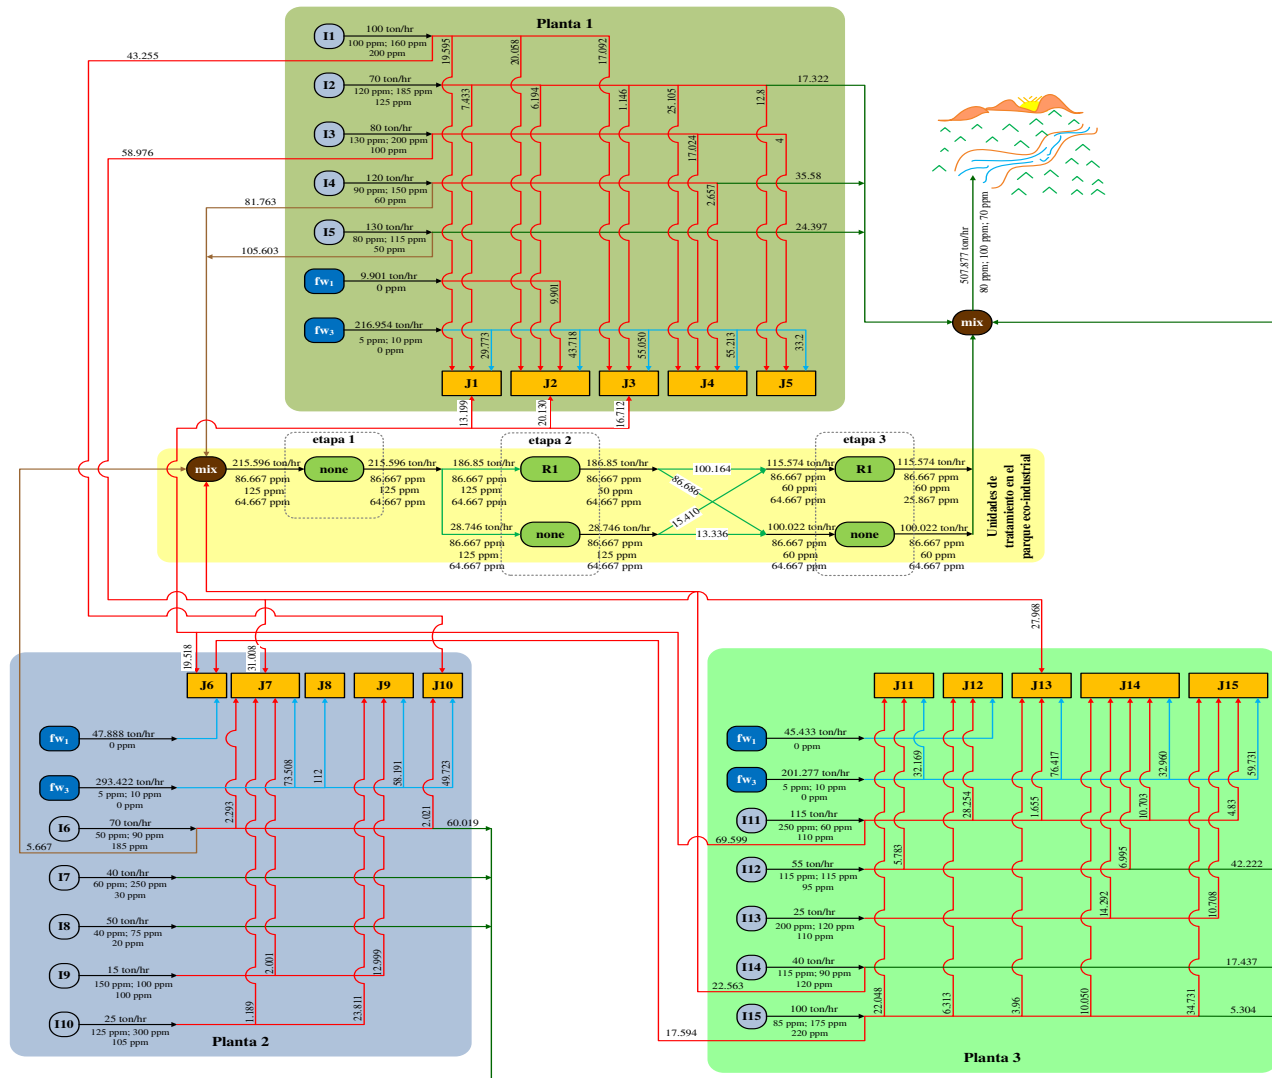 Planta 1
I1
100 ton/hr
100 ppm; 160 ppm
200 ppm
43.255
19.595
20.058
17.092
I2
70 ton/hr
120 ppm; 185 ppm
125 ppm
7.433
6.194
1.146
25.105
12.8
17.322
I3
80 ton/hr
130 ppm; 200 ppm
100 ppm
58.976
17.024
4
I4
120 ton/hr
90 ppm; 150 ppm
60 ppm
81.763
2.657
35.58
I5
130 ton/hr
80 ppm; 115 ppm
50 ppm
105.603
24.397
fw1
9.901 ton/hr
0 ppm
9.901
fw3
216.954 ton/hr
5 ppm; 10 ppm
0 ppm
29.773
43.718
55.050
55.213
33.2
J1
J2
J3
J4
J5
13.199
20.130
16.712
507.877 ton/hr
80 ppm; 100 ppm; 70 ppm
mix
etapa 1
etapa 2
etapa 3
mix
215.596 ton/hr
86.667 ppm
125 ppm
64.667 ppm
none
215.596 ton/hr
86.667 ppm
125 ppm
64.667 ppm
186.85 ton/hr
86.667 ppm
125 ppm
64.667 ppm
R1
186.85 ton/hr
86.667 ppm
50 ppm
64.667 ppm
100.164
86.686
15.410
13.336
115.574 ton/hr
86.667 ppm
60 ppm
64.667 ppm
R1
115.574 ton/hr
86.667 ppm
60 ppm
25.867 ppm
28.746 ton/hr
86.667 ppm
125 ppm
64.667 ppm
none
28.746 ton/hr
86.667 ppm
125 ppm
64.667 ppm
100.022 ton/hr
86.667 ppm
60 ppm
64.667 ppm
none
100.022 ton/hr
86.667 ppm
60 ppm
64.667 ppm
Unidades de
tratamiento en el
parque eco-industrial
19.518
31.008
27.968
J6
J7
J8
J9
J10
fw1
47.888 ton/hr
0 ppm
fw3
293.422 ton/hr
5 ppm; 10 ppm
0 ppm
73.508
112
58.191
49.723
I6
70 ton/hr
50 ppm; 90 ppm
185 ppm
5.667
2.293
2.021
60.019
I7
40 ton/hr
60 ppm; 250 ppm
30 ppm
I8
50 ton/hr
40 ppm; 75 ppm
20 ppm
I9
15 ton/hr
150 ppm; 100 ppm
100 ppm
2.001
12.999
I10
25 ton/hr
125 ppm; 300 ppm
105 ppm
1.189
23.811
Planta 2
J11
J12
J13
J14
J15
fw1
45.433 ton/hr
0 ppm
fw3
201.277 ton/hr
5 ppm; 10 ppm
0 ppm
32.169
76.417
32.960
59.731
I11
115 ton/hr
250 ppm; 60 ppm
110 ppm
69.599
28.254
1.655
10.703
4.83
I12
55 ton/hr
115 ppm; 115 ppm
95 ppm
5.783
6.995
42.222
I13
25 ton/hr
200 ppm; 120 ppm
110 ppm
14.292
10.708
I14
40 ton/hr
115 ppm; 90 ppm
120 ppm
22.563
17.437
I15
100 ton/hr
85 ppm; 175 ppm
220 ppm
17.594
22.048
6.313
3.96
10.050
34.731
5.304
Planta 3